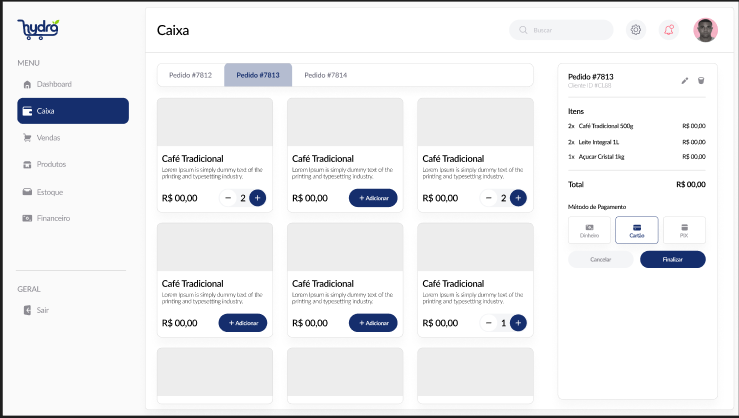 hydro
Caixa
Buscar
MENU
Dashboard
Caixa
Vendas
Produtos
Estoque
Financeiro
GERAL
Sair
Pedido #7812
Pedido #7813
Pedido #7814
Café Tradicional
Lorem Ipsum is simply dummy text of the
printing and typesetting industry.
R$ 00,00
− 2 +
Café Tradicional
Lorem Ipsum is simply dummy text of the
printing and typesetting industry.
R$ 00,00
+ Adicionar
Café Tradicional
Lorem Ipsum is simply dummy text of the
printing and typesetting industry.
R$ 00,00
− 2 +
Café Tradicional
Lorem Ipsum is simply dummy text of the
printing and typesetting industry.
R$ 00,00
+ Adicionar
Café Tradicional
Lorem Ipsum is simply dummy text of the
printing and typesetting industry.
R$ 00,00
+ Adicionar
Café Tradicional
Lorem Ipsum is simply dummy text of the
printing and typesetting industry.
R$ 00,00
− 1 +
Pedido #7813
Cliente ID
Itens
2x Café Tradicional 500g R$ 00,00
2x Leite Integral 1L R$ 00,00
1x Açucar Cristal 1kg R$ 00,00
Total R$ 00,00
Método de Pagamento
Dinheiro
Cartão
PIX
Cancelar
Finalizar